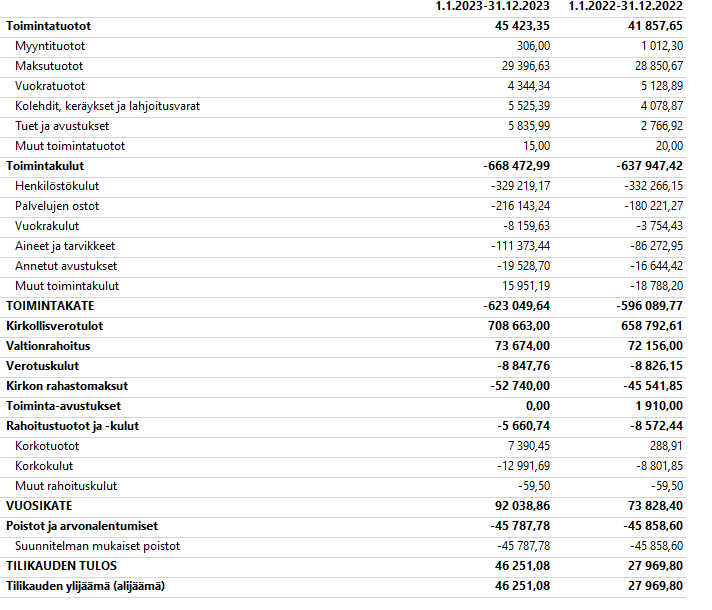 1.1.2023-31.12.2023 1.1.2022-31.12.2022
Toimintatuotot 45 423,35 41 857,65
Myyntituotot 306,00 1 012,30
Maksutuotot 29 396,63 28 850,67
Vuokratuotot 4 344,34 5 128,89
Kolehdit, keräykset ja lahjoitusvarat 5 525,39 4 078,87
Tuet ja avustukset 5 835,99 2 766,92
Muut toimintatuotot 15,00 20,00
Toimintakulut -668 472,99 -637 947,42
Henkilöstökulut -329 219,17 -332 266,15
Palvelujen ostot -216 143,24 -180 221,27
Vuokrakulut -8 159,63 -3 754,43
Aineet ja tarvikkeet -111 373,44 -86 272,95
Annetut avustukset -19 528,70 -16 644,42
Muut toimintakulut 15 951,19 -18 788,20
TOIMINTAKATE -623 049,64 -596 089,77
Kirkollisverotulot 708 663,00 658 792,61
Valtionrahoitus 73 674,00 72 156,00
Verotuskulut -8 847,76 -8 826,15
Kirkon rahastomaksut -52 740,00 -45 541,85
Toiminta-avustukset 0,00 1 910,00
Rahoitustuotot ja -kulut -5 660,74 -8 572,44
Korkotuotot 7 390,45 288,91
Korkokulut -12 991,69 -8 801,85
Muut rahoituskulut -59,50 -59,50
VUOSIKATE 92 038,86 73 828,40
Poistot ja arvonalentumiset -45 787,78 -45 858,60
Suunnitelman mukaiset poistot -45 787,78 -45 858,60
TILIKAUDEN TULOS 46 251,08 27 969,80
Tilikauden ylijäämä (alijäämä) 46 251,08 27 969,80